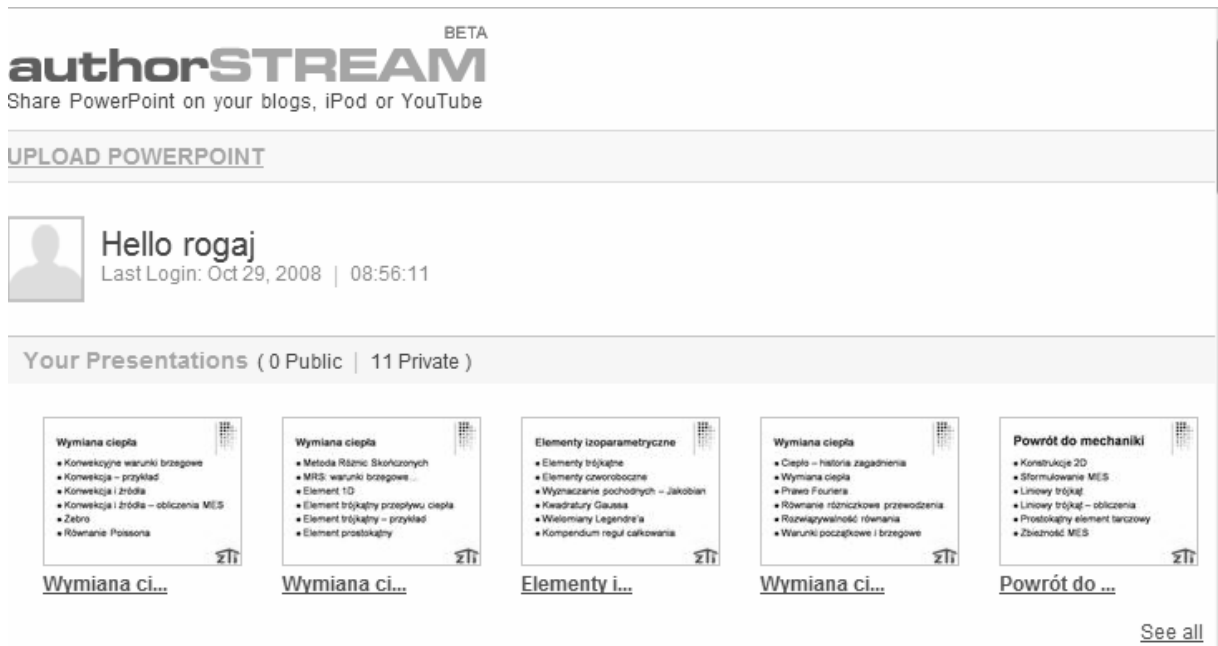 BETA
authorSTREAM
Share PowerPoint on your blogs, iPod or YouTube
UPLOAD POWERPOINT
Hello rogaj
Last Login: Oct 29, 2008 | 08:56:11
Your Presentations ( 0 Public | 11 Private )
Wymiana ciepła
• Konwekcyjne warunki brzegowe
• Konwekcja – przykład
• Konwekcja i źródła
• Konwekcja i źródła – obliczenia MES
• Żebro
• Równanie Poissona
zti
Wymiana ci...
Wymiana ciepła
• Metoda Różnic Skończonych
• MRS: warunki brzegowe...
• Element 1D
• Element trójkątny przepływu ciepła
• Element trójkątny – przykład
• Element prostokątny
zti
Wymiana ci...
Elementy izoparametryczne
• Elementy trójkątne
• Elementy czworoboczne
• Wyznaczanie pochodnych – Jakobian
• Kwadratury Gaussa
• Wielomiany Legendre'a
• Kompendium reguł całkowania
zti
Elementy i...
Wymiana ciepła
• Ciepło – historia zagadnienia
• Wymiana ciepła
• Prawo Fouriera
• Równanie różniczkowe przewodzenia
• Rozwiązywalność równania
• Warunki początkowe i brzegowe
zti
Wymiana ci...
Powrót do mechaniki
• Konstrukcje 2D
• Sformułowanie MES
• Liniowy trójkąt
• Liniowy trójkąt – obliczenia
• Prostokątny element tarczowy
• Zbieżność MES
zti
Powrót do ...
See all